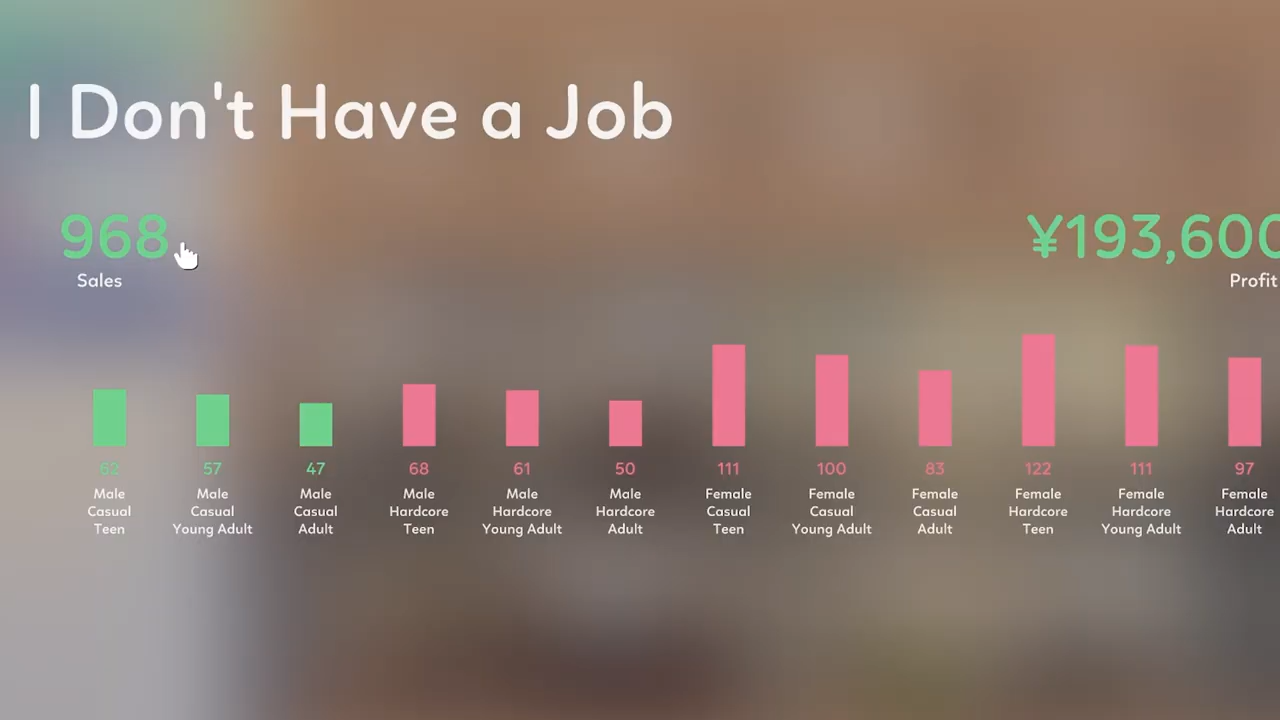 I Don't Have a Job
968
Sales
¥193,600
Profit
62
57
47
68
61
50
111
100
83
122
111
97
Male
Casual
Teen
Male
Casual
Young Adult
Male
Casual
Adult
Male
Hardcore
Teen
Male
Hardcore
Young Adult
Male
Hardcore
Adult
Female
Casual
Teen
Female
Casual
Young Adult
Female
Casual
Adult
Female
Hardcore
Teen
Female
Hardcore
Young Adult
Female
Hardcore
Adult